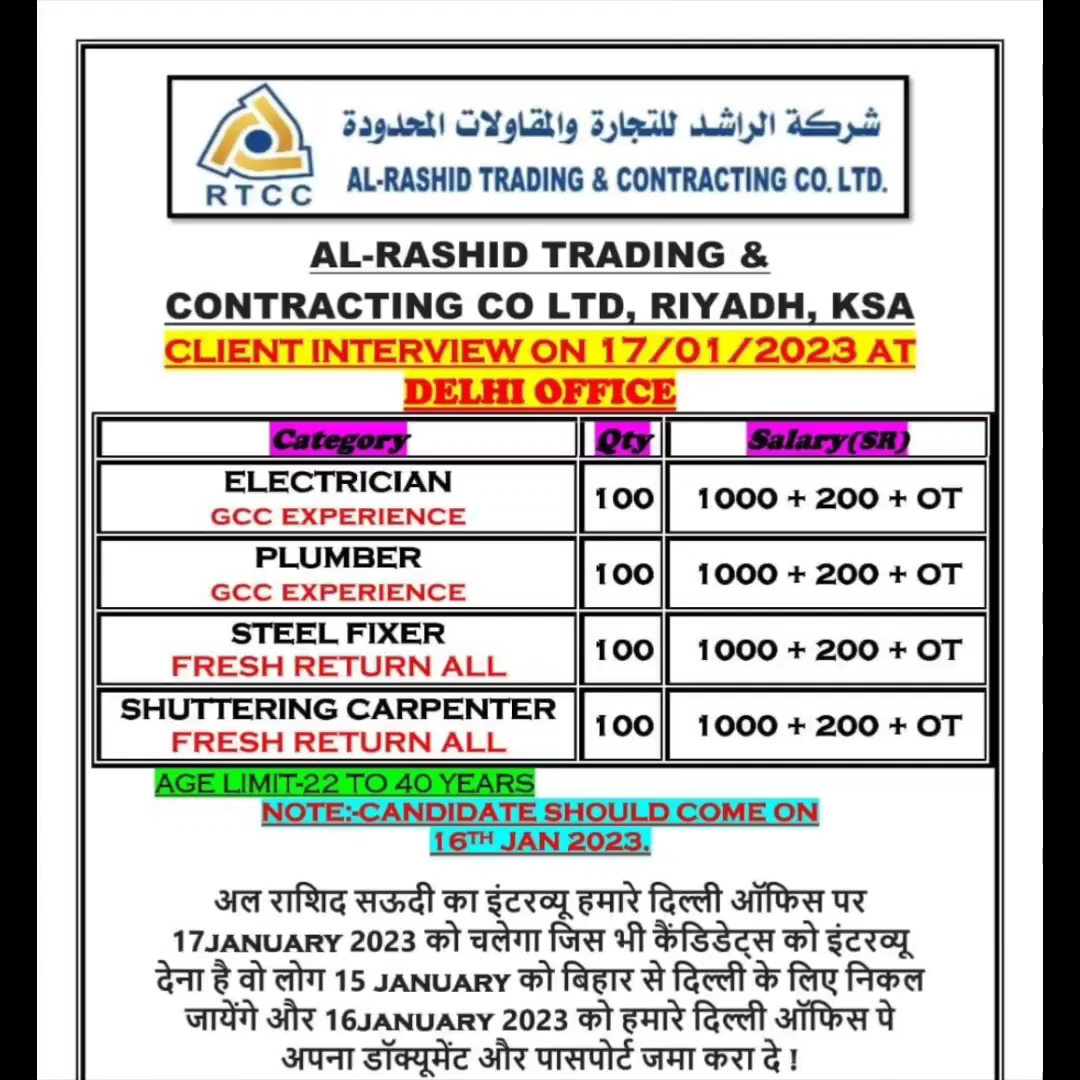 شركة الراشد للتجارة والمقاولات المحدودة
RTCC
AL-RASHID TRADING & CONTRACTING CO. LTD.
AL-RASHID TRADING &
CONTRACTING CO LTD, RIYADH, KSA
CLIENT INTERVIEW ON 17/01/2023 AT
DELHI OFFICE
Category Qty Salary(SR)
ELECTRICIAN
GCC EXPERIENCE
100 1000 + 200 + OT
PLUMBER
GCC EXPERIENCE
100 1000 + 200 + OT
STEEL FIXER
FRESH RETURN ALL
100 1000 + 200 + OT
SHUTTERING CARPENTER
FRESH RETURN ALL
100 1000 + 200 + OT
AGE LIMIT-22 TO 40 YEARS
NOTE:-CANDIDATE SHOULD COME ON
16TH JAN 2023.
अल राशिद सऊदी का इंटरव्यू हमारे दिल्ली ऑफिस पर
17JANUARY 2023 को चलेगा जिस भी कैंडिडेट्स को इंटरव्यू
देना है वो लोग 15 JANUARY को बिहार से दिल्ली के लिए निकल
जायेंगे और 16JANUARY 2023 को हमारे दिल्ली ऑफिस पे
अपना डॉक्यूमेंट और पासपोर्ट जमा करा दे !